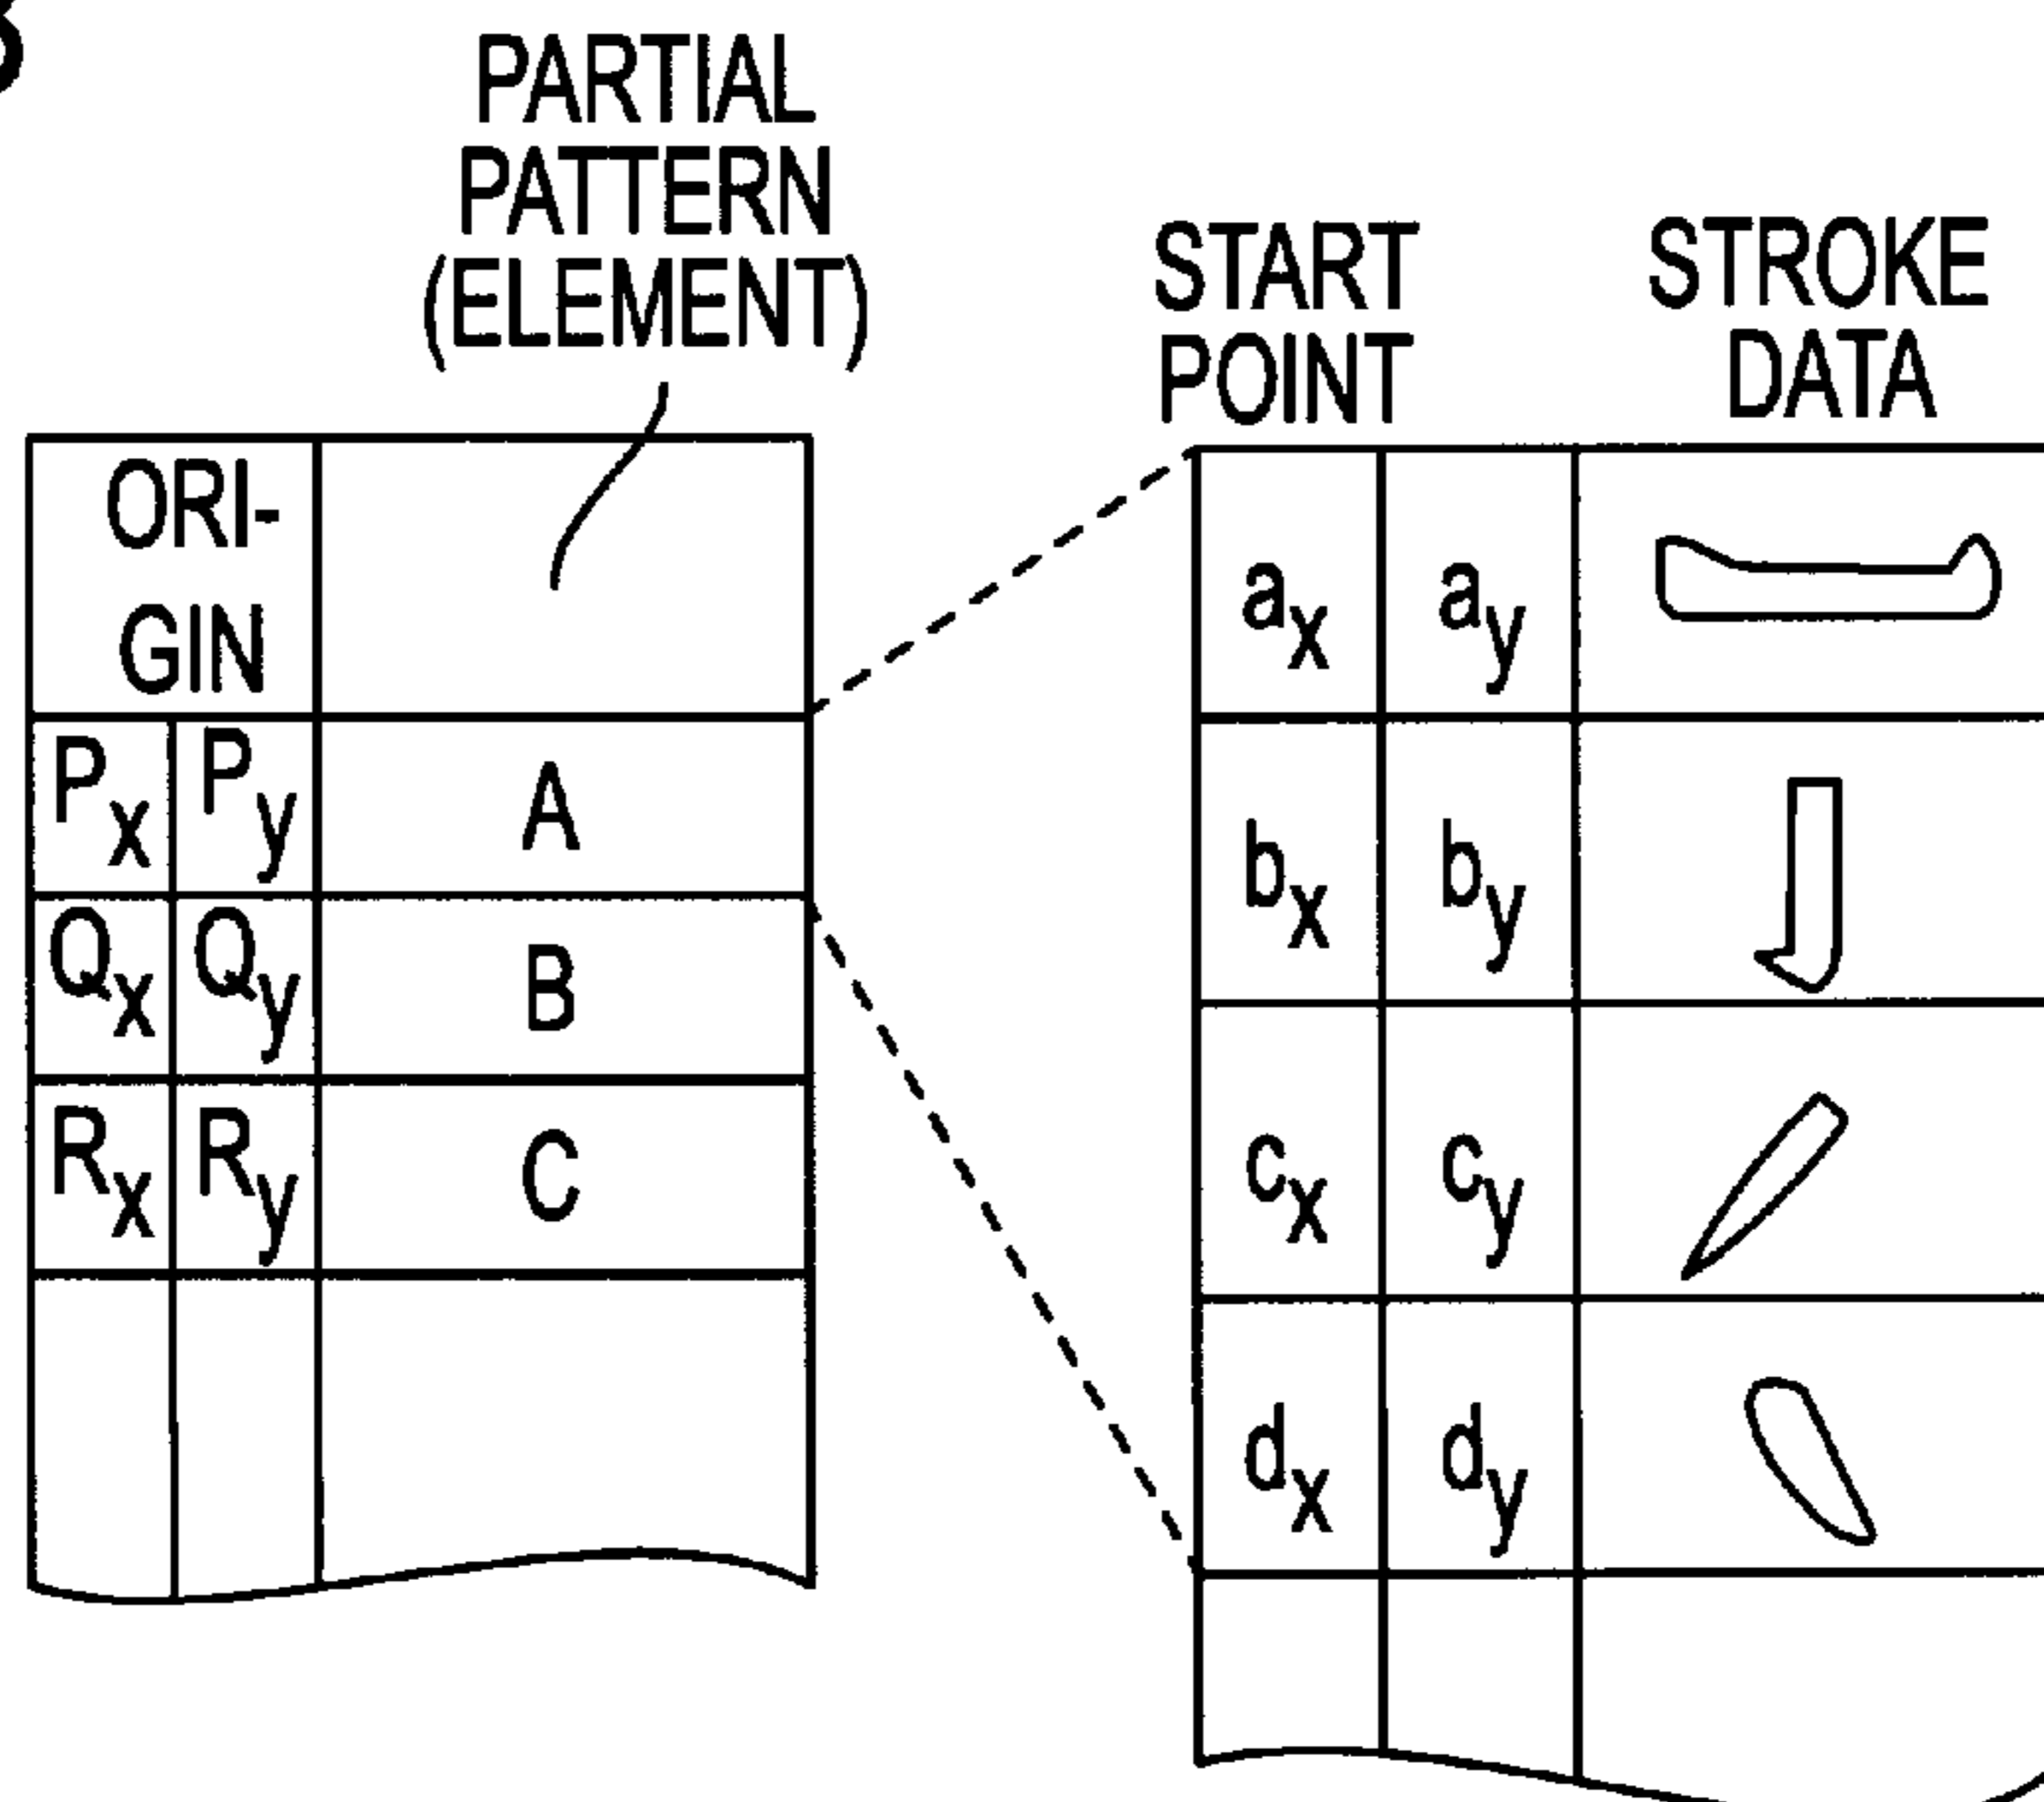 PARTIAL
PATTERN
(ELEMENT)
START
POINT
STROKE
DATA
ORI-
GIN
Px Py A
Qx Qy B
Rx Ry C
ax ay
bx by
cx cy
dx dy